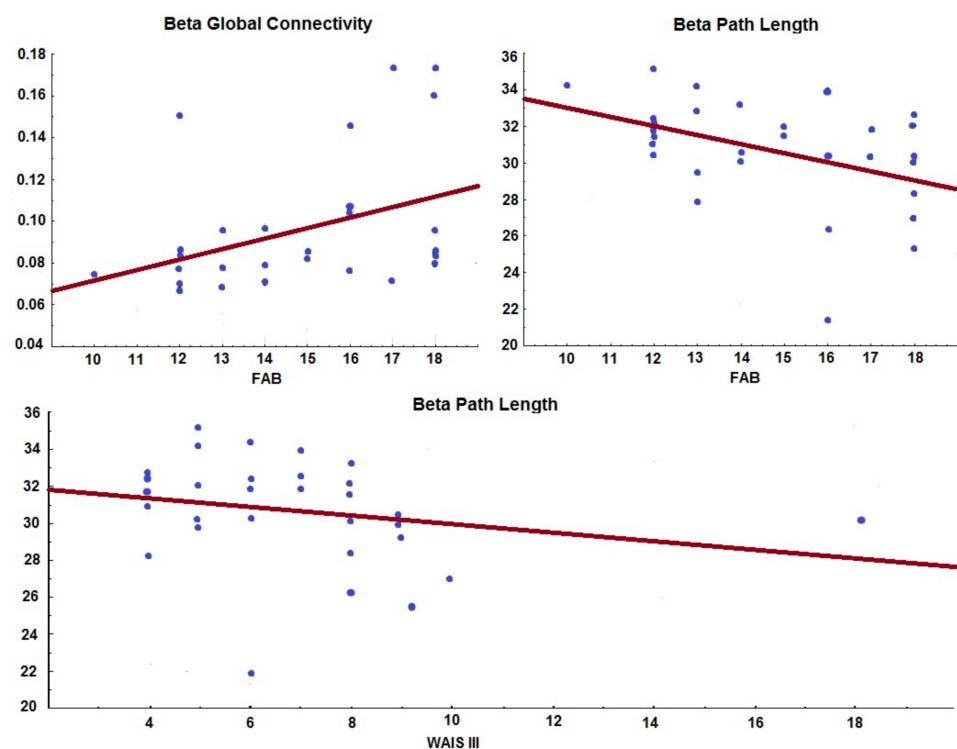 Beta Global Connectivity
0.18
0.16
0.14
0.12
0.10
0.08
0.06
0.04
10 11 12 13 14 15 16 17 18
FAB
Beta Path Length
36
34
32
30
28
26
24
22
20
10 11 12 13 14 15 16 17 18
FAB
Beta Path Length
36
34
32
30
28
26
24
22
20
4 6 8 10 12 14 16 18
WAIS III